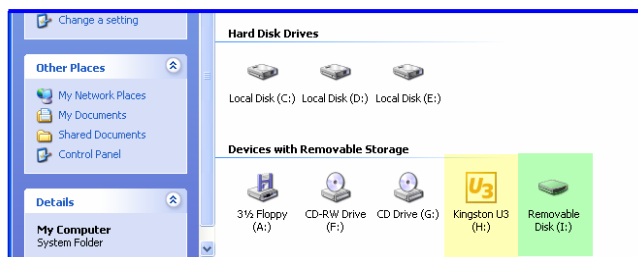 Change a setting
Other Places
My Network Places
My Documents
Shared Documents
Control Panel
Details
My Computer
System Folder
Hard Disk Drives
Local Disk (C:) Local Disk (D:) Local Disk (E:)
Devices with Removable Storage
U3
3½ Floppy (A:)
CD-RW Drive (F:)
CD Drive (G:)
Kingston U3 (H:)
Removable Disk (I:)